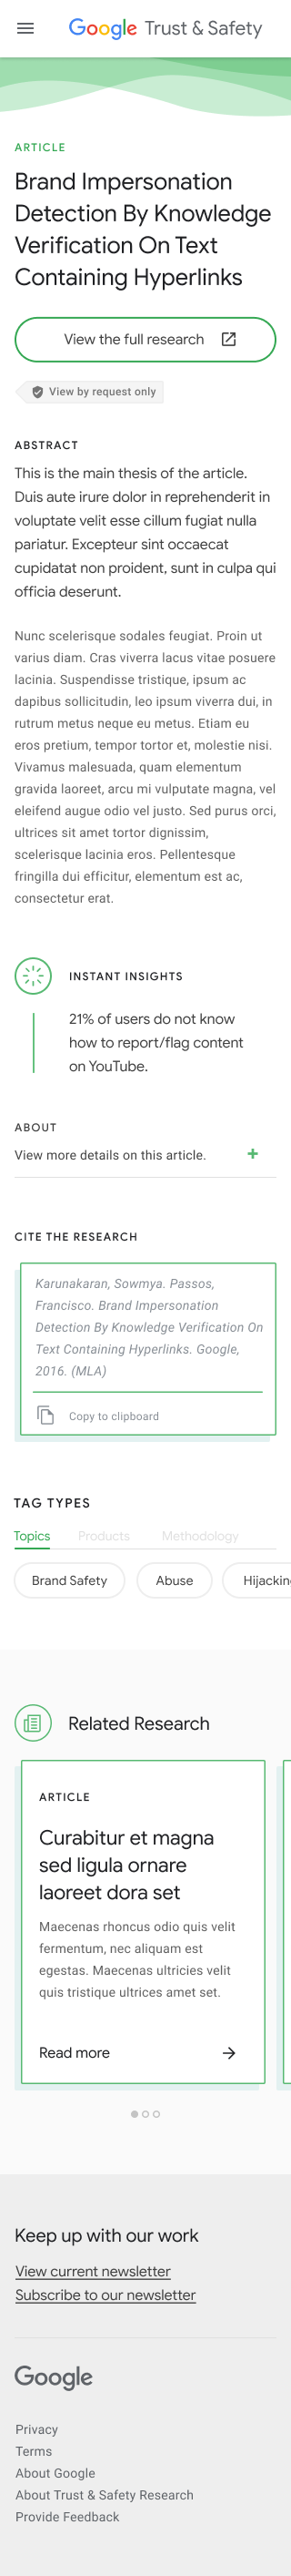 Google Trust & Safety
ARTICLE
Brand Impersonation
Detection By Knowledge
Verification On Text
Containing Hyperlinks
View the full research
View by request only
ABSTRACT
This is the main thesis of the article.
Duis aute irure dolor in reprehenderit in
voluptate velit esse cillum fugiat nulla
pariatur. Excepteur sint occaecat
cupidatat non proident, sunt in culpa qui
officia deserunt.
Nunc scelerisque sodales feugiat. Proin ut
varius diam. Cras viverra lacus vitae posuere
lacinia. Suspendisse tristique, ipsum ac
dapibus sollicitudin, leo ipsum viverra dui, in
rutrum metus neque eu metus. Etiam eu
eros pretium, tempor tortor et, molestie nisi.
Vivamus malesuada, quam elementum
gravida laoreet, arcu mi vulputate magna, vel
eleifend augue odio vel justo. Sed purus orci,
ultrices sit amet tortor dignissim,
scelerisque lacinia eros. Pellentesque
fringilla dui efficitur, elementum est ac,
consectetur erat.
INSTANT INSIGHTS
21% of users do not know
how to report/flag content
on YouTube.
ABOUT
View more details on this article.
CITE THE RESEARCH
Karunakaran, Sowmya. Passos,
Francisco. Brand Impersonation
Detection By Knowledge Verification On
Text Containing Hyperlinks. Google,
2016. (MLA)
Copy to clipboard
TAG TYPES
Topics Products Methodology
Brand Safety Abuse Hijackin
Related Research
ARTICLE
Curabitur et magna
sed ligula ornare
laoreet dora set
Maecenas rhoncus odio quis velit
fermentum, nec aliquam est
egestas. Maecenas ultricies velit
quis tristique ultrices amet set.
Read more
Keep up with our work
View current newsletter
Subscribe to our newsletter
Google
Privacy
Terms
About Google
About Trust & Safety Research
Provide Feedback